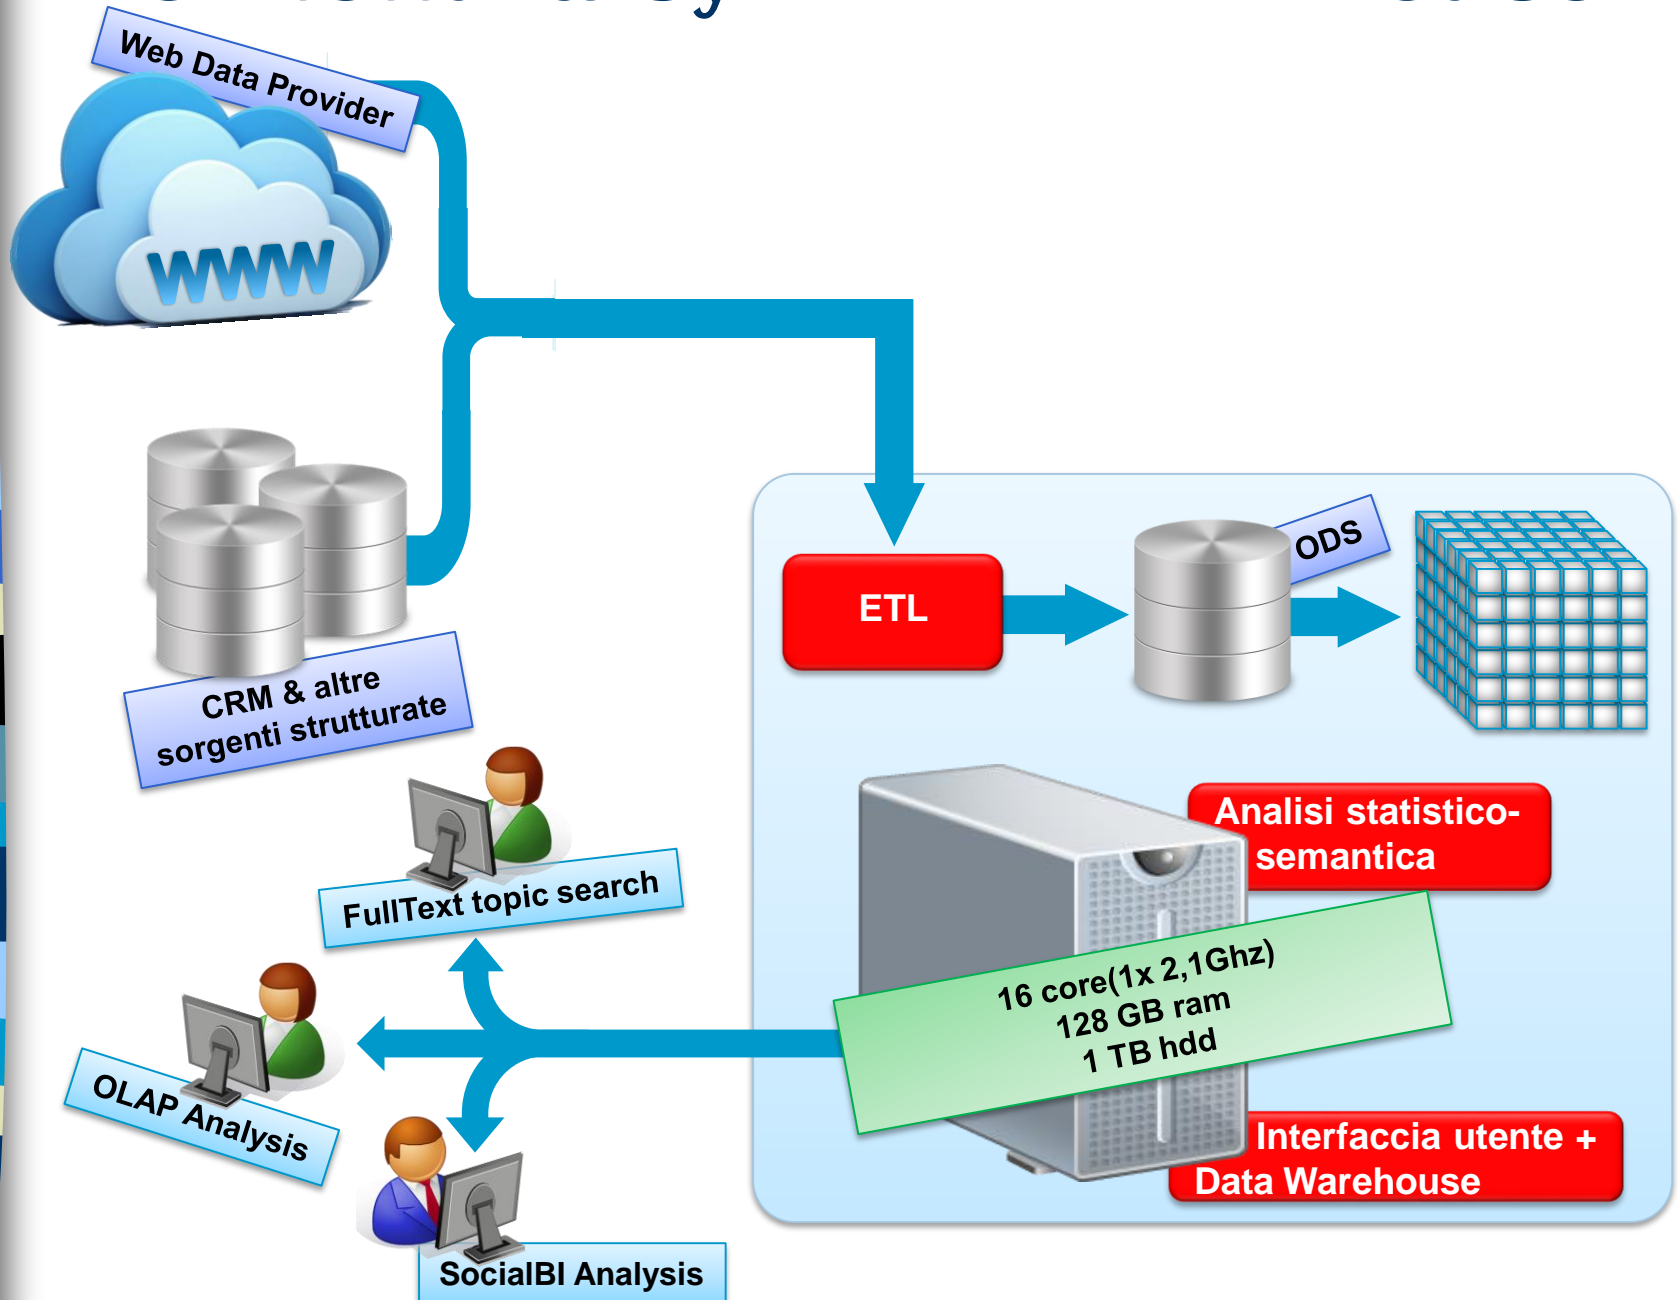 Web Data Provider
WWW
CRM & altre
sorgenti strutturate
ETL
ODS
Analisi statistico-
semantica
16 core(1x 2,1Ghz)
128 GB ram
1 TB hdd
Interfaccia utente +
Data Warehouse
FullText topic search
OLAP Analysis
SocialBI Analysis